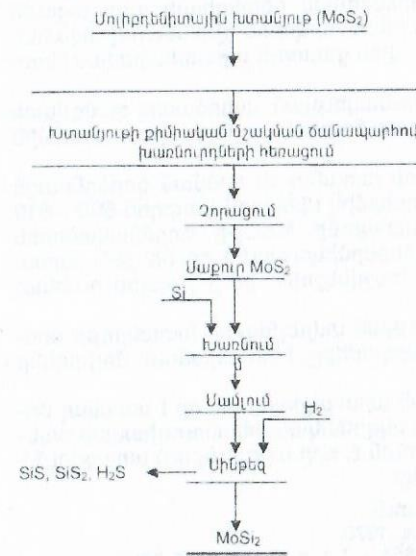 Մոլիբդենիտային խտանյութ (MoS₂)
Խտանյութի քիմիական մշակման ճանապարհով
խառնուրդների հեռացում
Չորացում
Մաքուր MoS₂
Si
Խառնում
մ
Մամլում
H₂
Սինթեզ
SiS, SiS₂, H₂S
MoSi₂